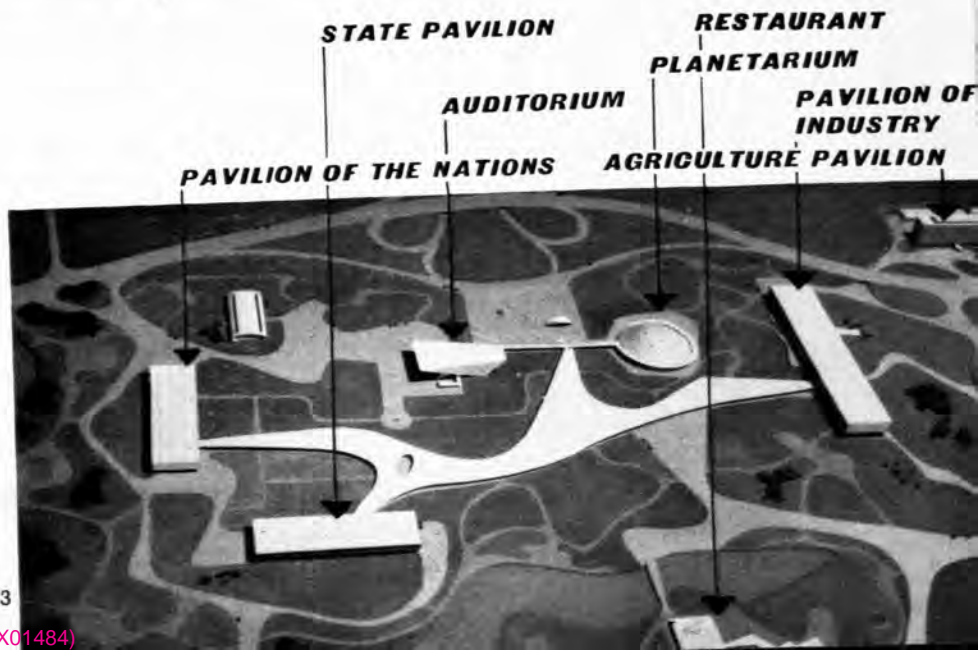 STATE PAVILION
RESTAURANT
PLANETARIUM
AUDITORIUM
PAVILION OF
INDUSTRY
PAVILION OF THE NATIONS
AGRICULTURE PAVILION
3
X01484)